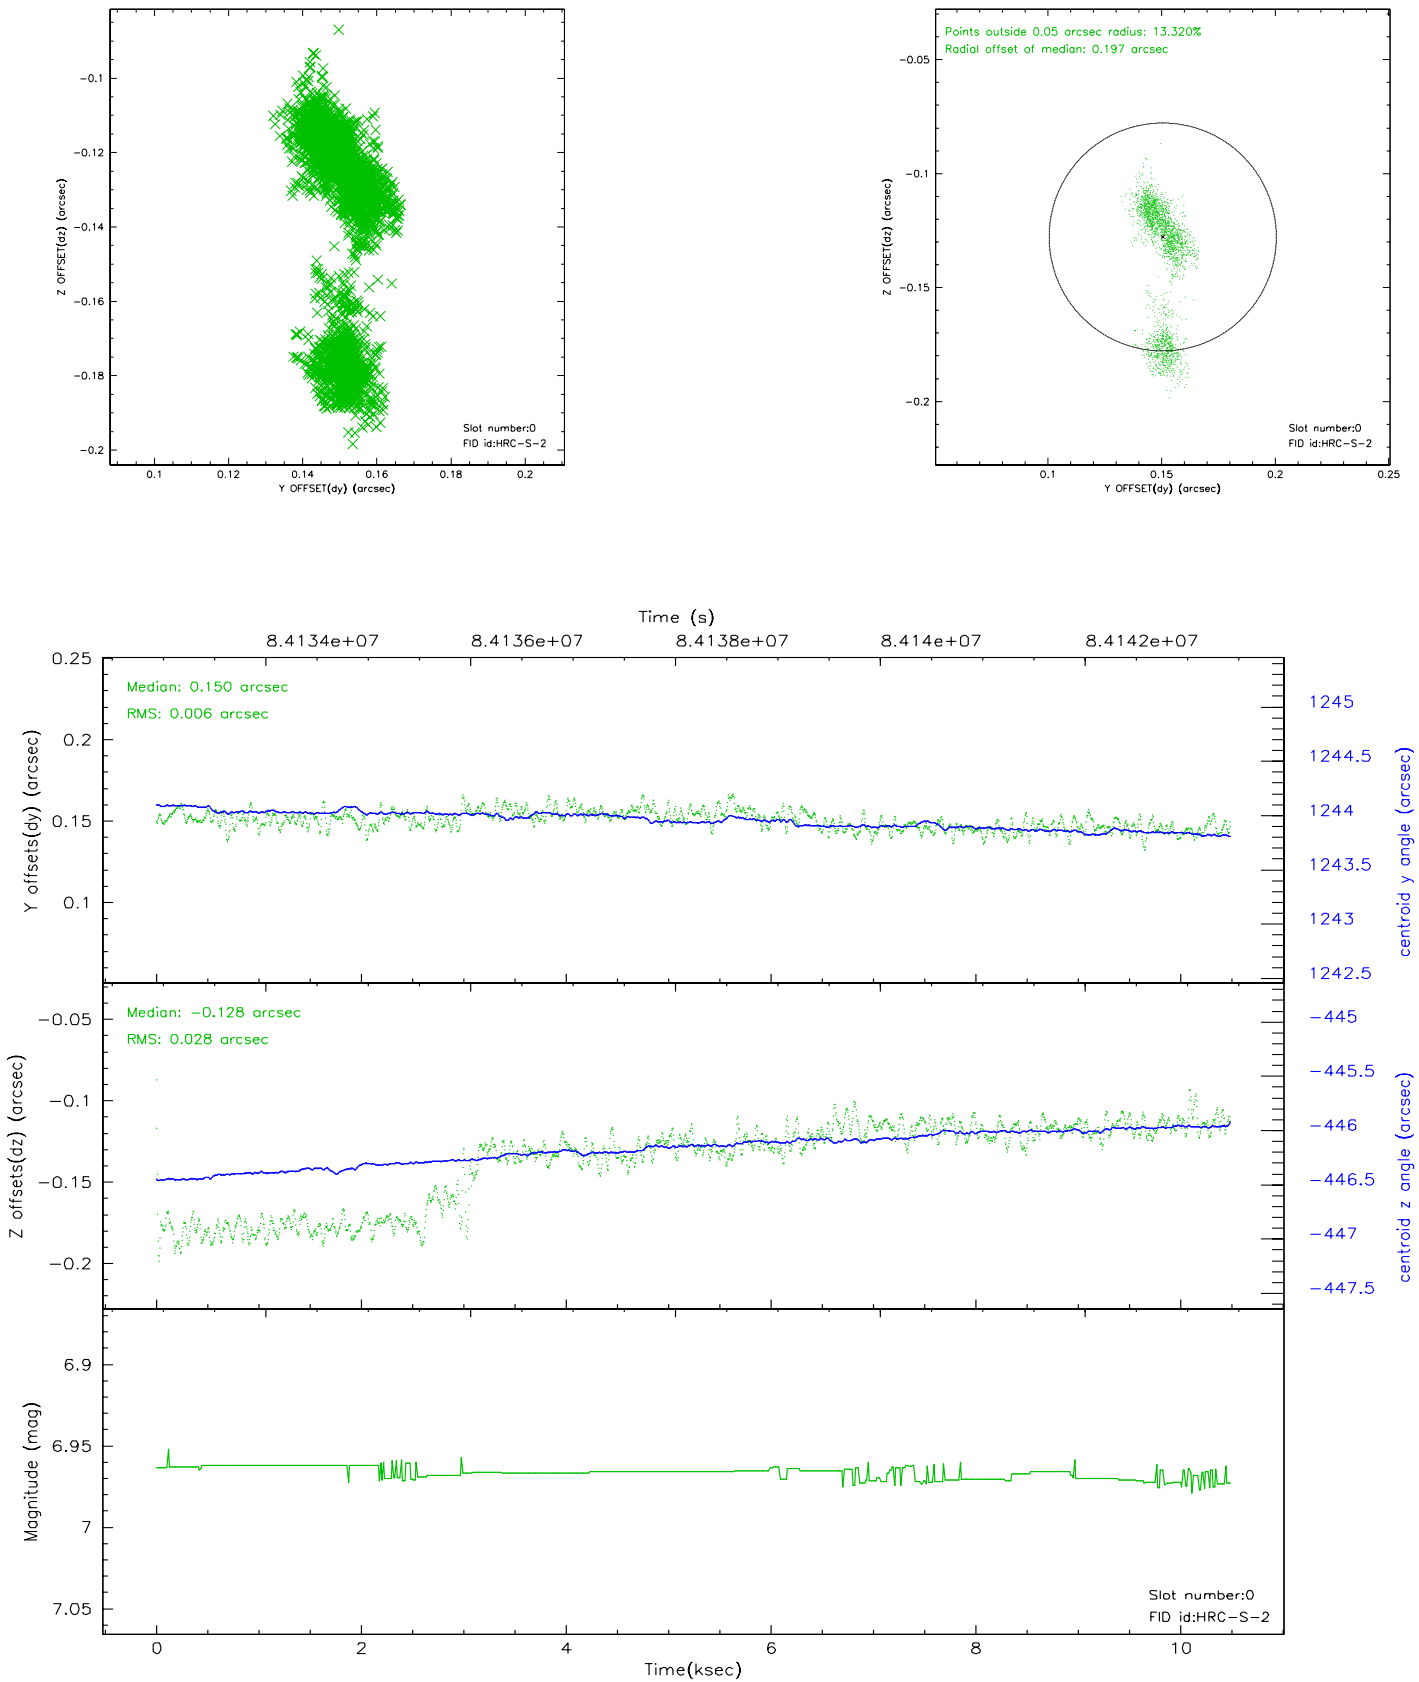 -0.1
-0.12
-0.14
-0.16
-0.18
-0.2
Z OFFSET(dz) (arcsec)
0.1 0.12 0.14 0.16 0.18 0.2
Y OFFSET(dy) (arcsec)
Slot number:0
FID id:HRC-S-2
Points outside 0.05 arcsec radius: 13.320%
Radial offset of median: 0.197 arcsec
-0.05
-0.1
-0.15
-0.2
Z OFFSET(dz) (arcsec)
0.1 0.15 0.2 0.25
Y OFFSET(dy) (arcsec)
Slot number:0
FID id:HRC-S-2
Time (s)
8.4134e+07 8.4136e+07 8.4138e+07 8.414e+07 8.4142e+07
Median: 0.150 arcsec
RMS: 0.006 arcsec
0.25
0.2
0.15
0.1
Y offsets(dy) (arcsec)
1245
1244.5
1244
1243.5
1243
1242.5
centroid y angle (arcsec)
Median: -0.128 arcsec
RMS: 0.028 arcsec
-0.05
-0.1
-0.15
-0.2
Z offsets(dz) (arcsec)
-445
-445.5
-446
-446.5
-447
-447.5
centroid z angle (arcsec)
6.9
6.95
7
7.05
Magnitude (mag)
Slot number:0
FID id:HRC-S-2
0 2 4 6 8 10
Time(ksec)